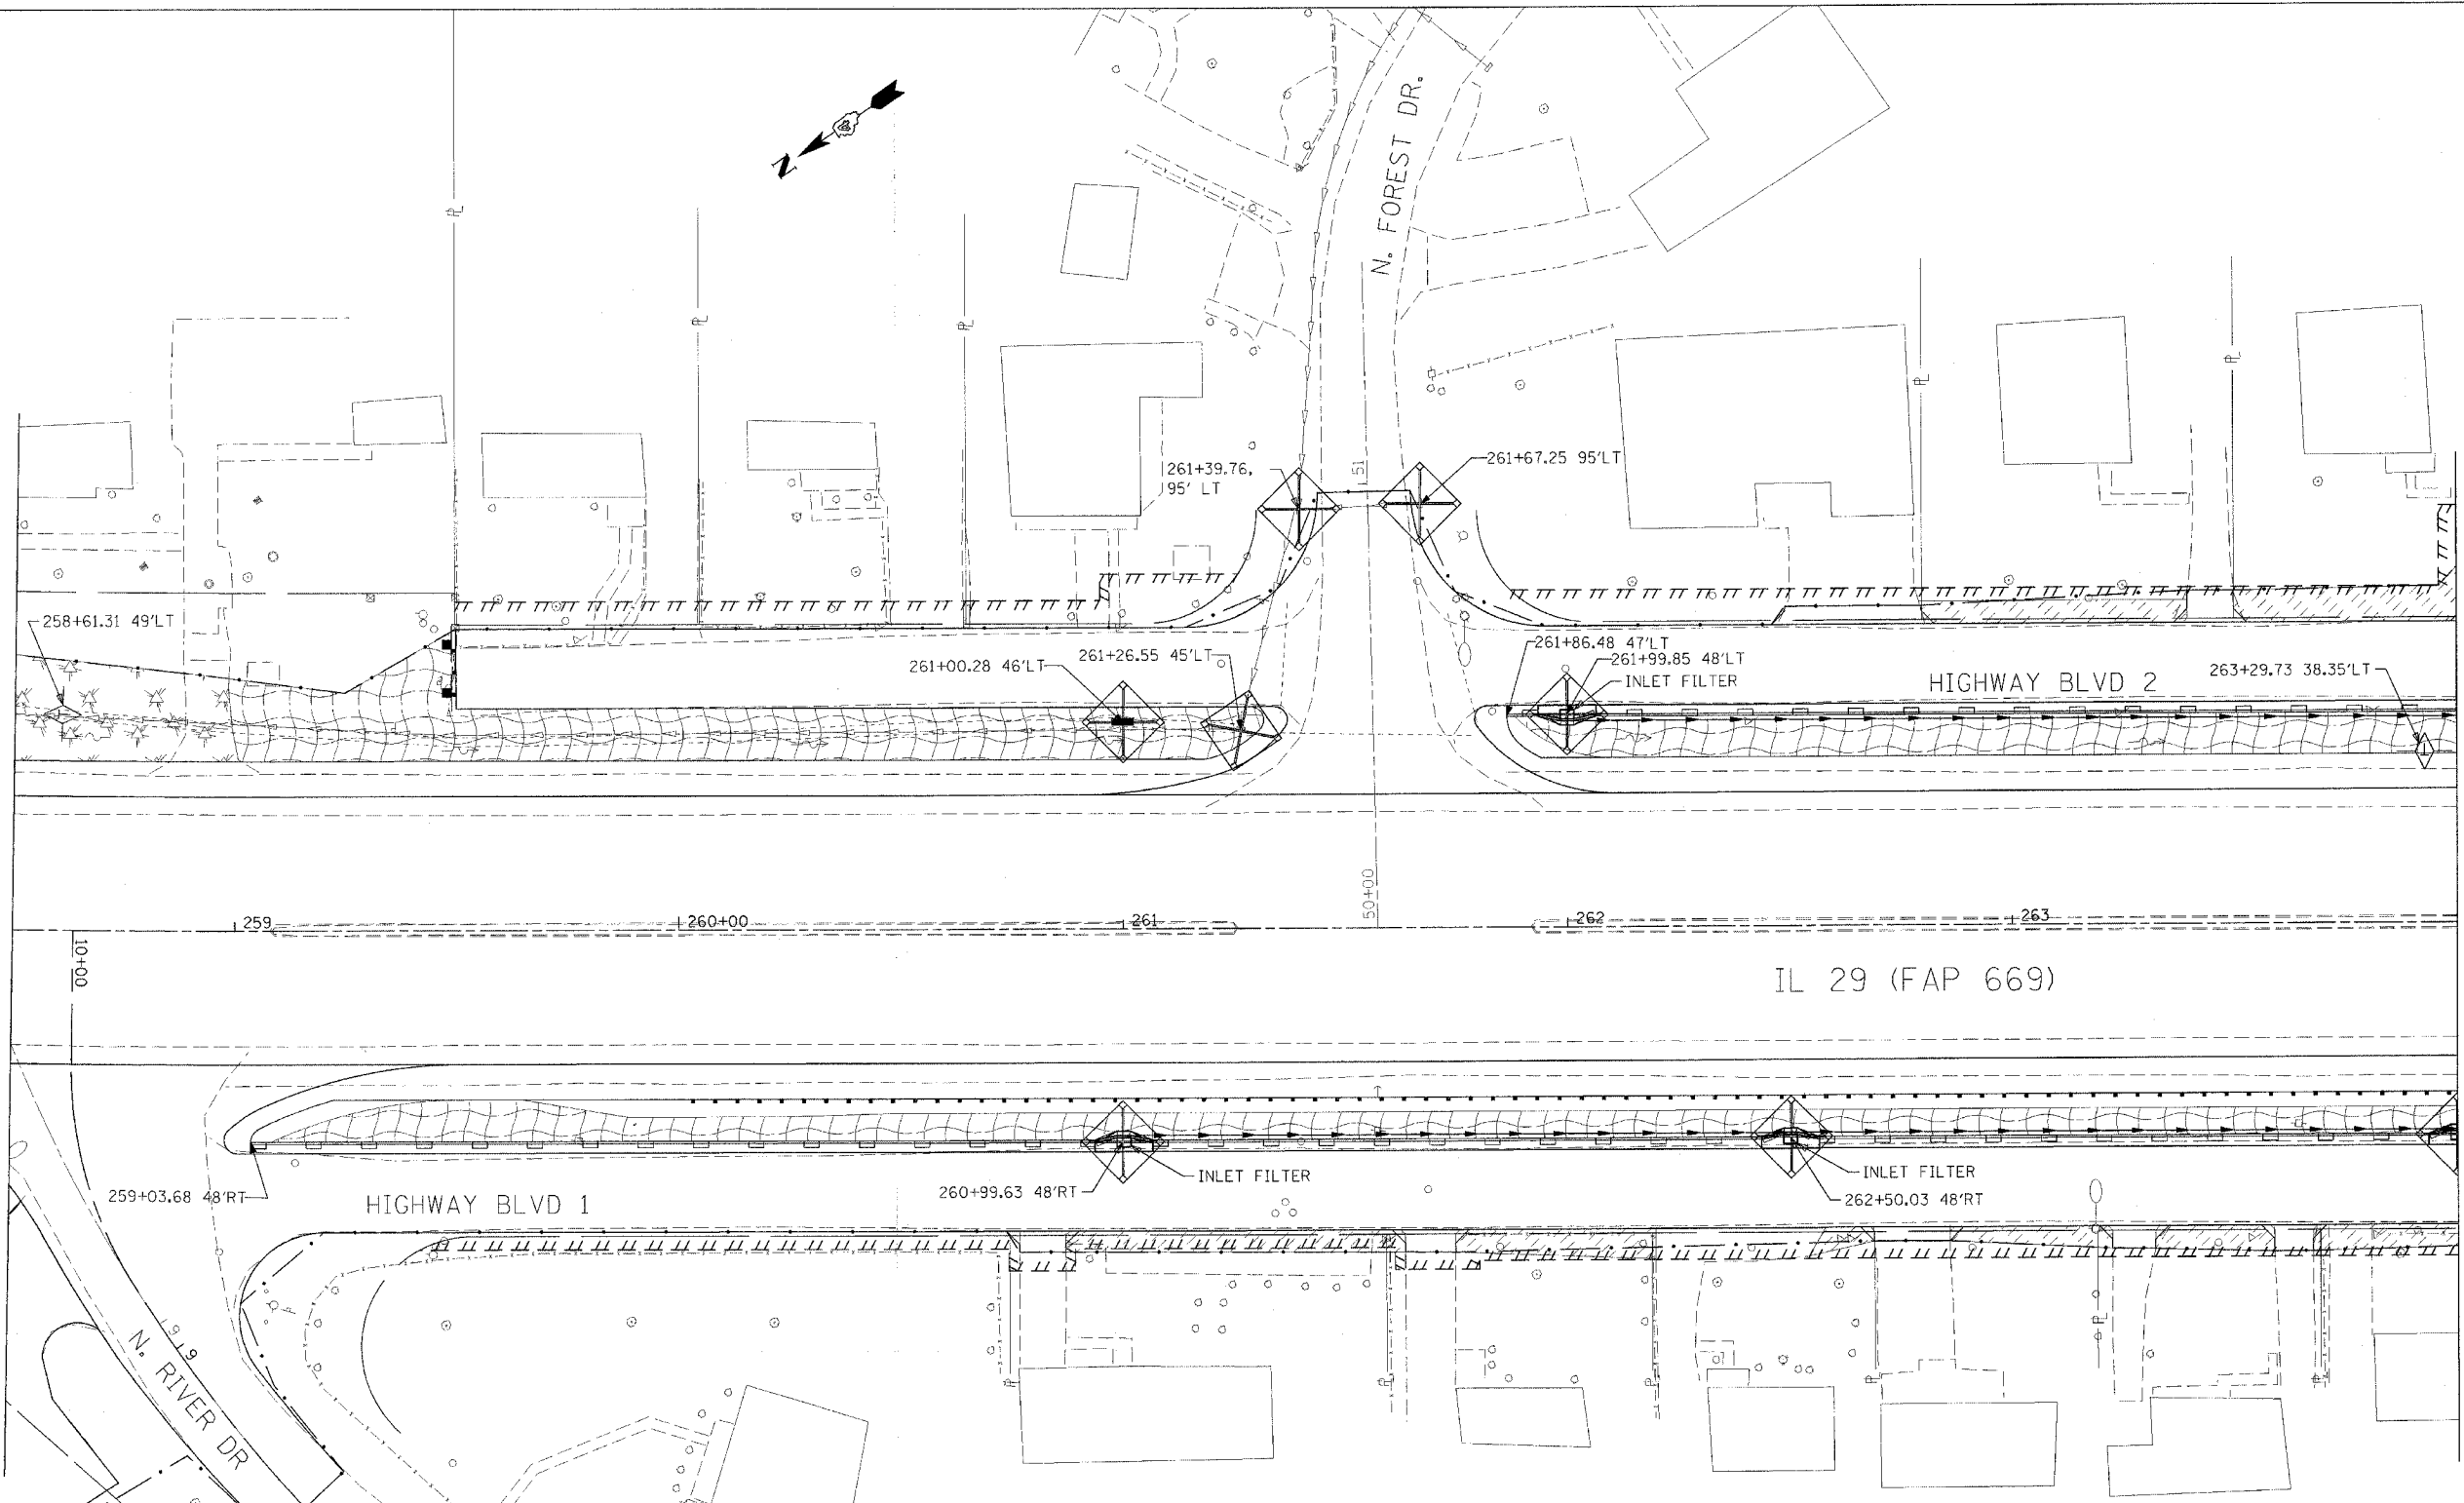 N
N. FOREST DR.
261+39.76,
95' LT
51
261+67.25 95'LT
258+61.31 49'LT
261+00.28 46'LT
261+26.55 45'LT
261+86.48 47'LT
261+99.85 48'LT
INLET FILTER
HIGHWAY BLVD 2
263+29.73 38.35'LT
1
259
260+00
261
50+00
262
263
10+00
IL 29 (FAP 669)
259+03.68 48'RT
HIGHWAY BLVD 1
260+99.63 48'RT
INLET FILTER
INLET FILTER
262+50.03 48'RT
9
9
N. RIVER DR